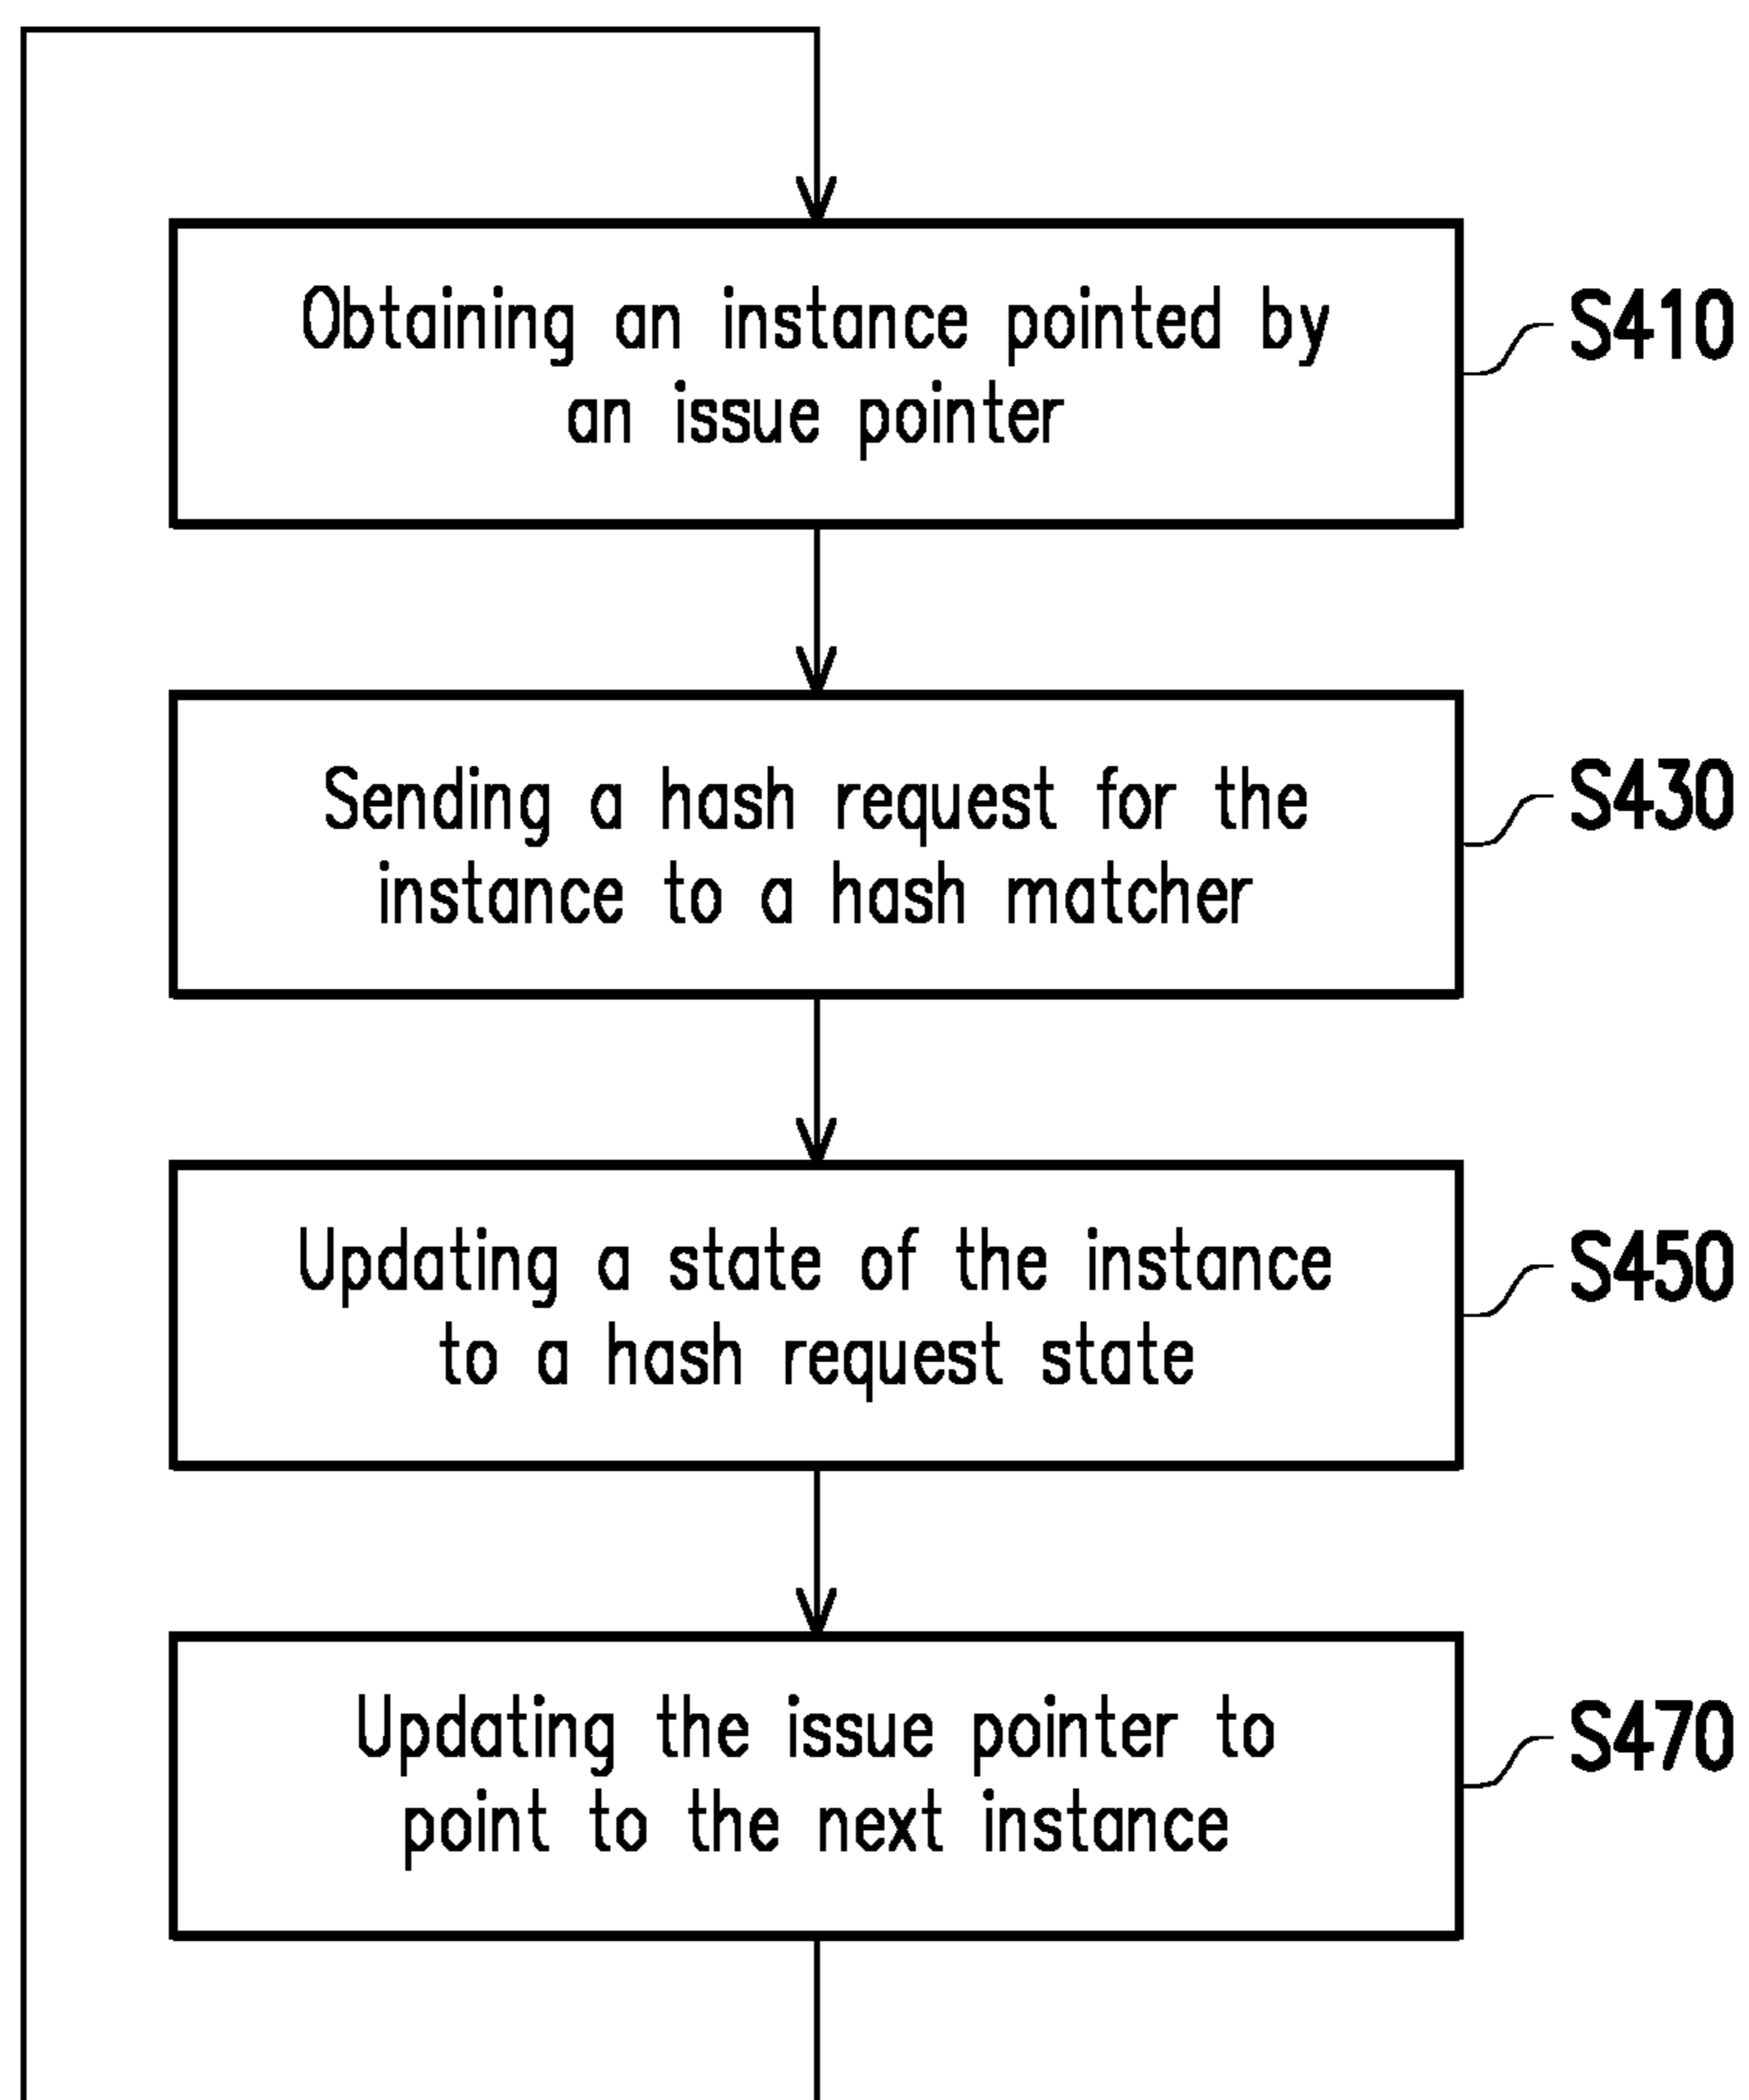 Obtaining an instance pointed by
an issue pointer
S410
Sending a hash request for the
instance to a hash matcher
S430
Updating a state of the instance
to a hash request state
S450
Updating the issue pointer to
point to the next instance
S470